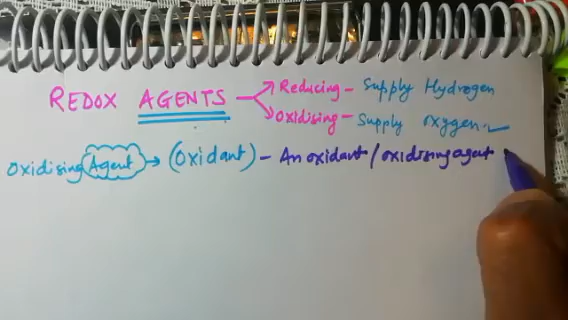 REDOX AGENTS → Reducing - Supply Hydrogen
→ Oxidising - Supply oxygen.
Oxidising Agent → (Oxidant) - An oxidant / oxidising agent